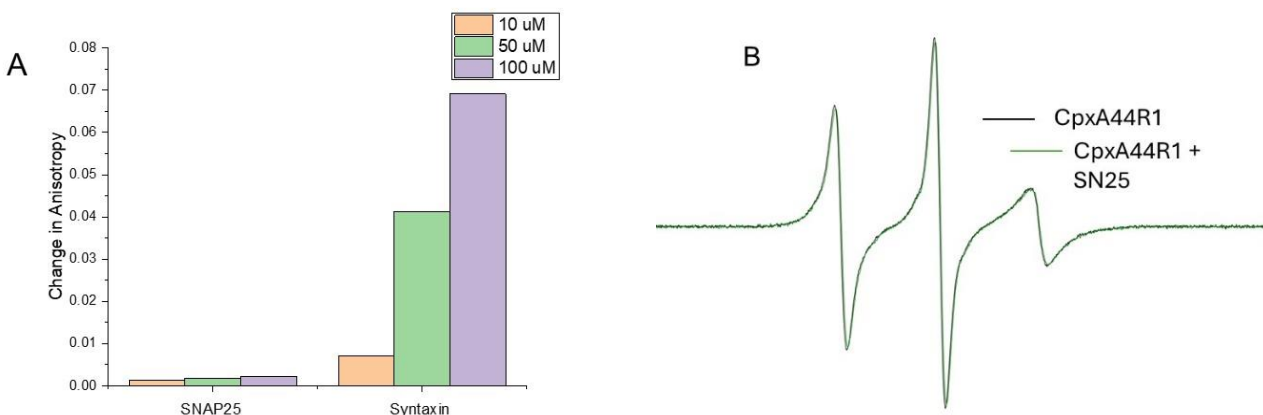 A
Change in Anisotropy
0.08
0.07
0.06
0.05
0.04
0.03
0.02
0.01
0.00
SNAP25
Syntaxin
10 uM
50 uM
100 uM
B
CpxA44R1
CpxA44R1 +
SN25